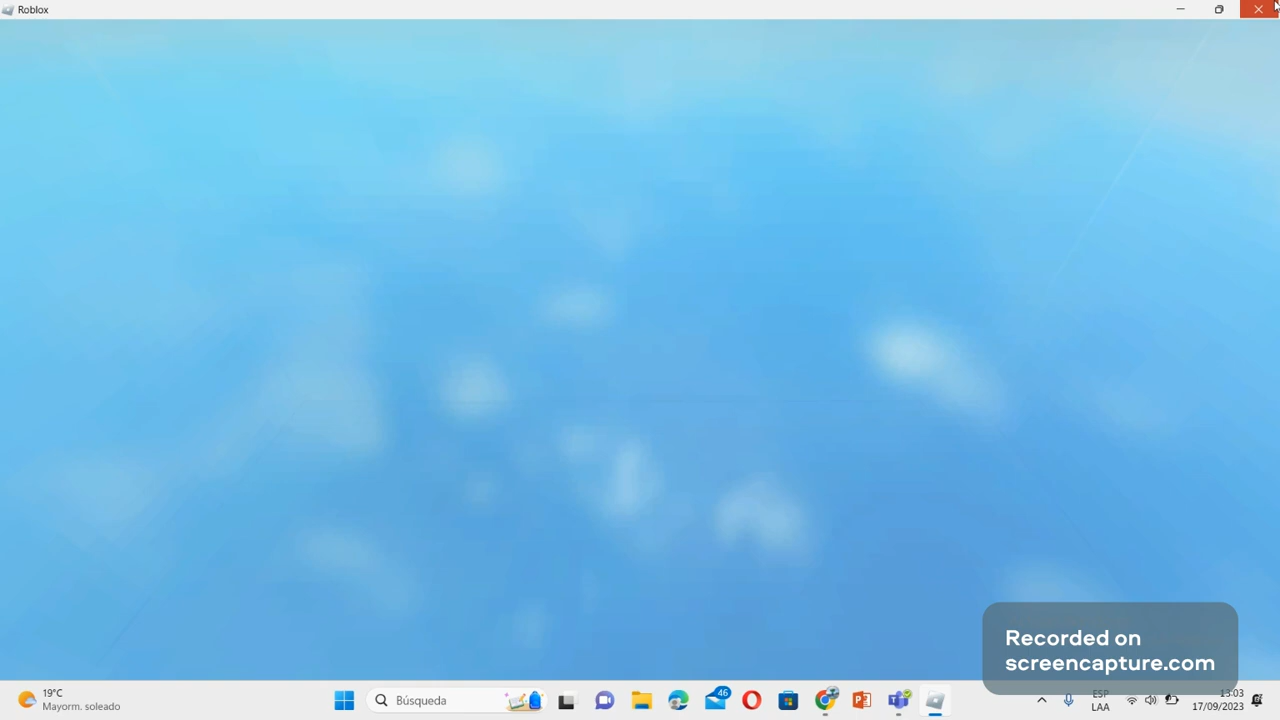 Roblox
Recorded on
screencapture.com
19°C
Mayorm. soleado
Búsqueda
46
ESP
LAA
13:03
17/09/2023